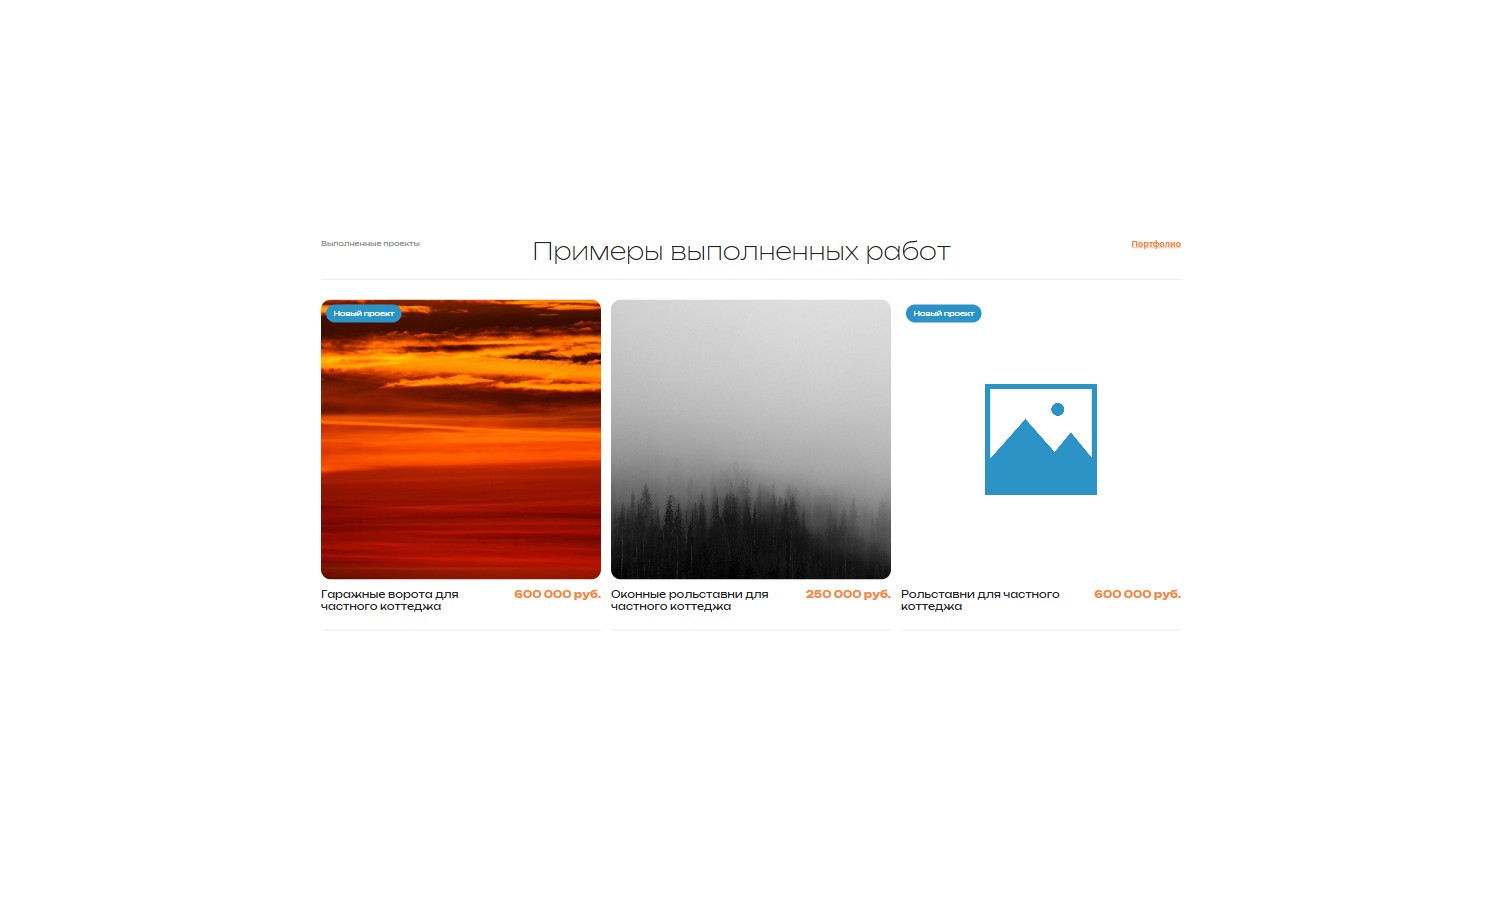 Выполненные проекты
Примеры выполненных работ
Портфолио
Новый проект
Новый проект
Гаражные ворота для
частного коттеджа
600 000 руб.
Оконные рольставни для
частного коттеджа
250 000 руб.
Рольставни для частного
коттеджа
600 000 руб.